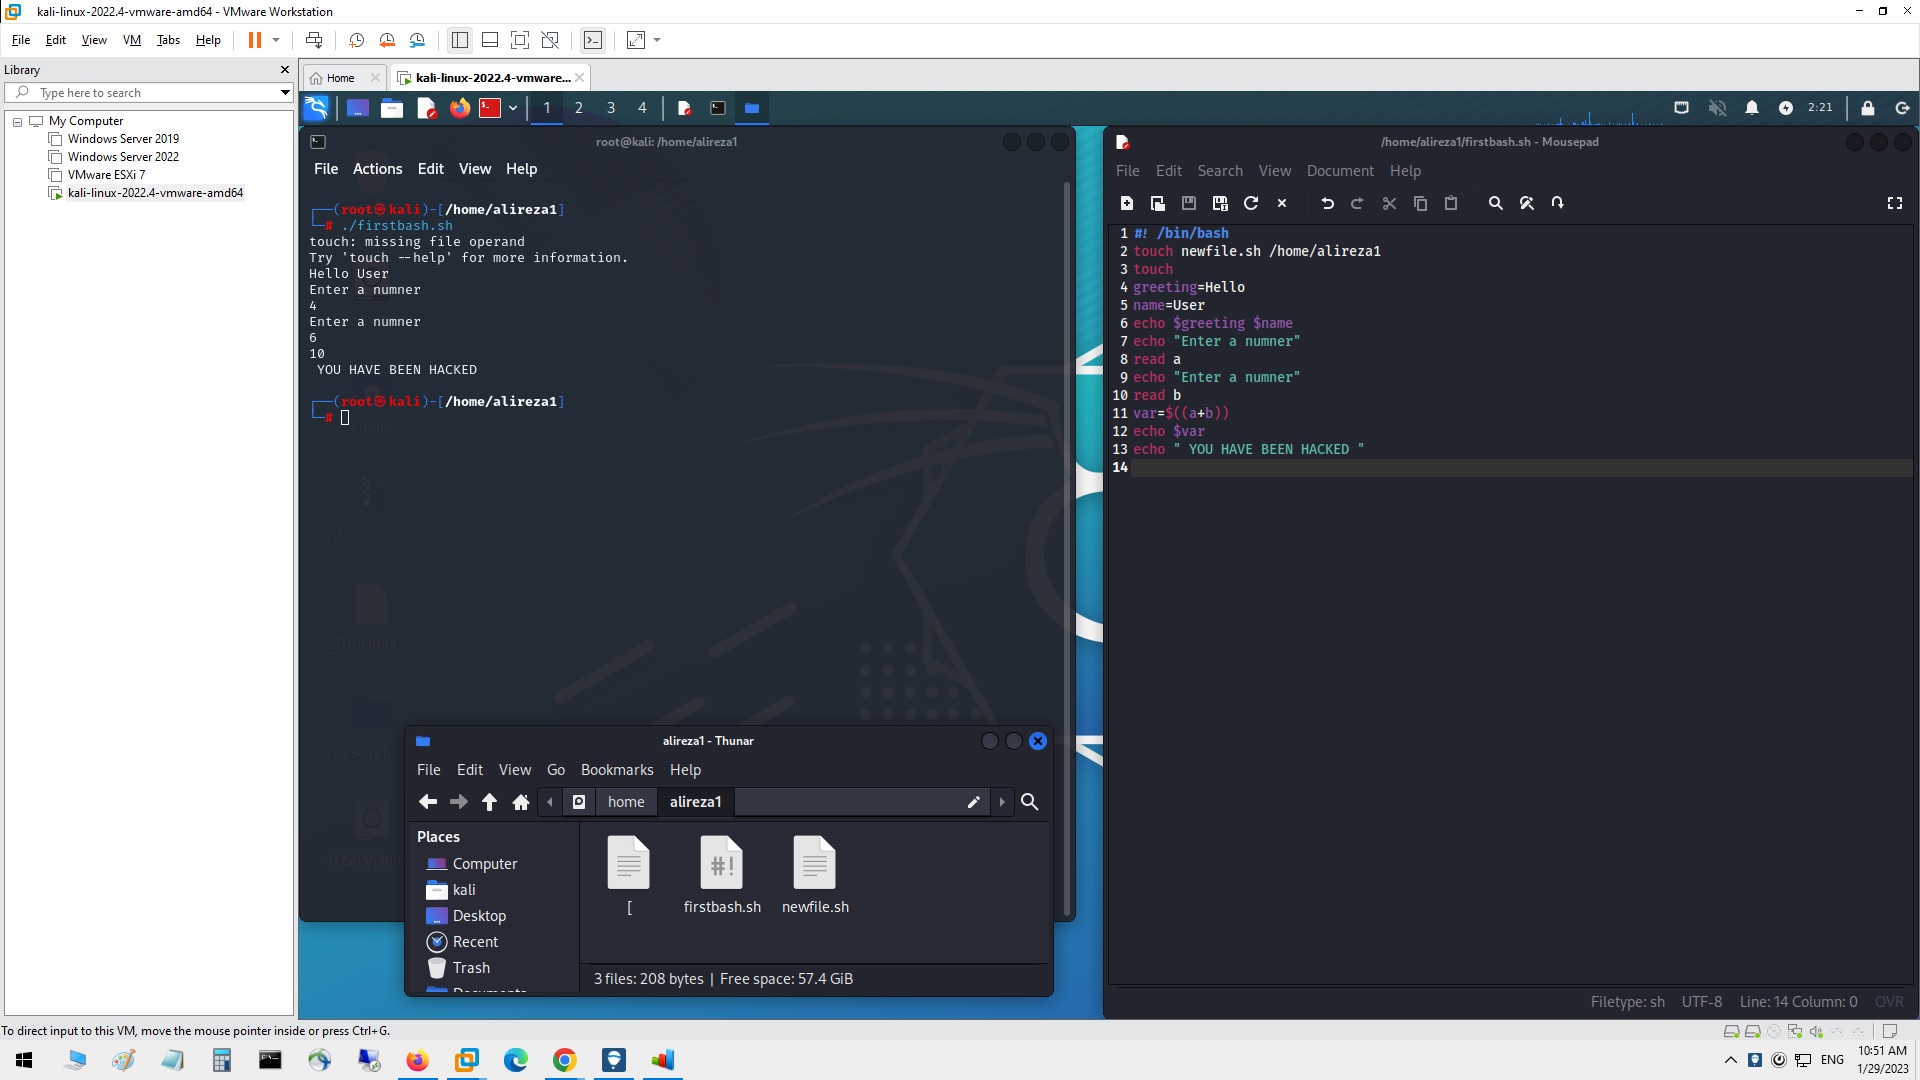 kali-linux-2022.4-vmware-amd64 - VMware Workstation
File Edit View VM Tabs Help
Library
Type here to search
My Computer
Windows Server 2019
Windows Server 2022
VMware ESXi 7
kali-linux-2022.4-vmware-amd64
Home
kali-linux-2022.4-vmware...
1 2 3 4
2:21
root@kali: /home/alireza1
File Actions Edit View Help
(root㉿kali)-[/home/alireza1]
# ./firstbash.sh
touch: missing file operand
Try 'touch --help' for more information.
Hello User
Enter a numner
4
Enter a numner
6
10
YOU HAVE BEEN HACKED
(root㉿kali)-[/home/alireza1]
#
/home/alireza1/firstbash.sh - Mousepad
File Edit Search View Document Help
1 #! /bin/bash
2 touch newfile.sh /home/alireza1
3 touch
4 greeting=Hello
5 name=User
6 echo $greeting $name
7 echo "Enter a numner"
8 read a
9 echo "Enter a numner"
10 read b
11 var=$((a+b))
12 echo $var
13 echo " YOU HAVE BEEN HACKED "
14
Filetype: sh UTF-8 Line: 14 Column: 0 OVR
alireza1 - Thunar
File Edit View Go Bookmarks Help
home alireza1
Places
Computer
kali
Desktop
Recent
Trash
Documents
[
firstbash.sh
newfile.sh
3 files: 208 bytes | Free space: 57.4 GiB
To direct input to this VM, move the mouse pointer inside or press Ctrl+G.
ENG
10:51 AM
1/29/2023